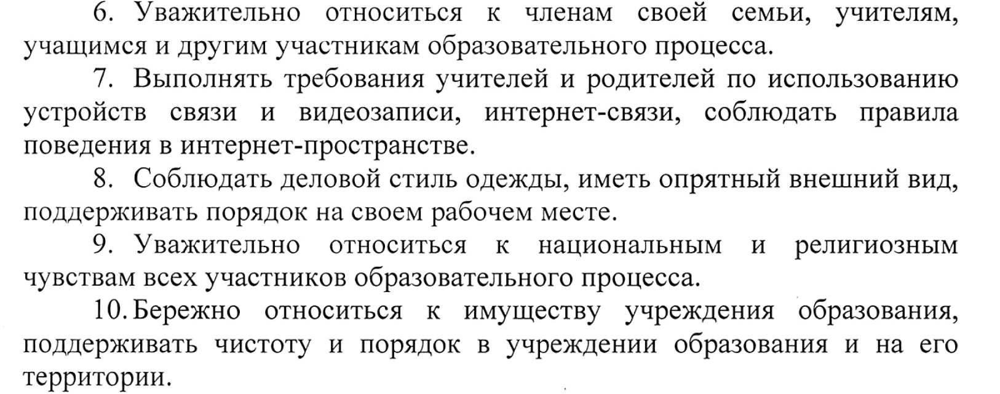 6. Уважительно относиться к членам своей семьи, учителям,
учащимся и другим участникам образовательного процесса.
7. Выполнять требования учителей и родителей по использованию
устройств связи и видеозаписи, интернет-связи, соблюдать правила
поведения в интернет-пространстве.
8. Соблюдать деловой стиль одежды, иметь опрятный внешний вид,
поддерживать порядок на своем рабочем месте.
9. Уважительно относиться к национальным и религиозным
чувствам всех участников образовательного процесса.
10. Бережно относиться к имуществу учреждения образования,
поддерживать чистоту и порядок в учреждении образования и на его
территории.